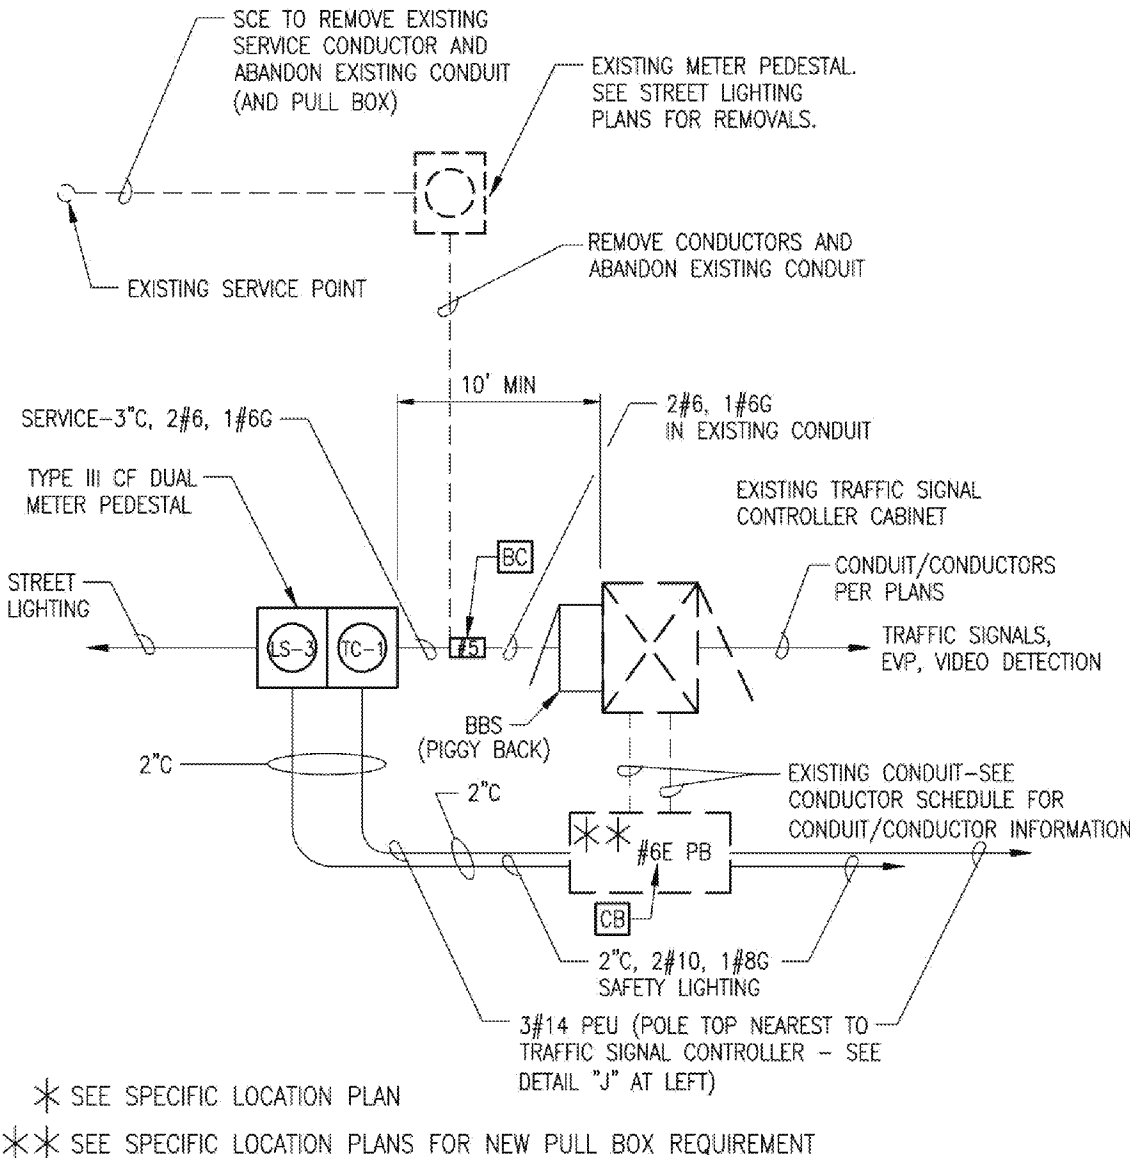 SCE TO REMOVE EXISTING
SERVICE CONDUCTOR AND
ABANDON EXISTING CONDUIT
(AND PULL BOX)
EXISTING METER PEDESTAL.
SEE STREET LIGHTING
PLANS FOR REMOVALS.
REMOVE CONDUCTORS AND
ABANDON EXISTING CONDUIT
EXISTING SERVICE POINT
10' MIN
SERVICE-3"C, 2#6, 1#6G
2#6, 1#6G
IN EXISTING CONDUIT
TYPE III CF DUAL
METER PEDESTAL
EXISTING TRAFFIC SIGNAL
CONTROLLER CABINET
BC
STREET
LIGHTING
CONDUIT/CONDUCTORS
PER PLANS
LS-3
TC-1
#5
TRAFFIC SIGNALS,
EVP, VIDEO DETECTION
BBS
(PIGGY BACK)
2"C
2"C
EXISTING CONDUIT-SEE
CONDUCTOR SCHEDULE FOR
CONDUIT/CONDUCTOR INFORMATION
** #6E PB
CB
2"C, 2#10, 1#8G
SAFETY LIGHTING
3#14 PEU (POLE TOP NEAREST TO
TRAFFIC SIGNAL CONTROLLER - SEE
DETAIL "J" AT LEFT)
* SEE SPECIFIC LOCATION PLAN
** SEE SPECIFIC LOCATION PLANS FOR NEW PULL BOX REQUIREMENT